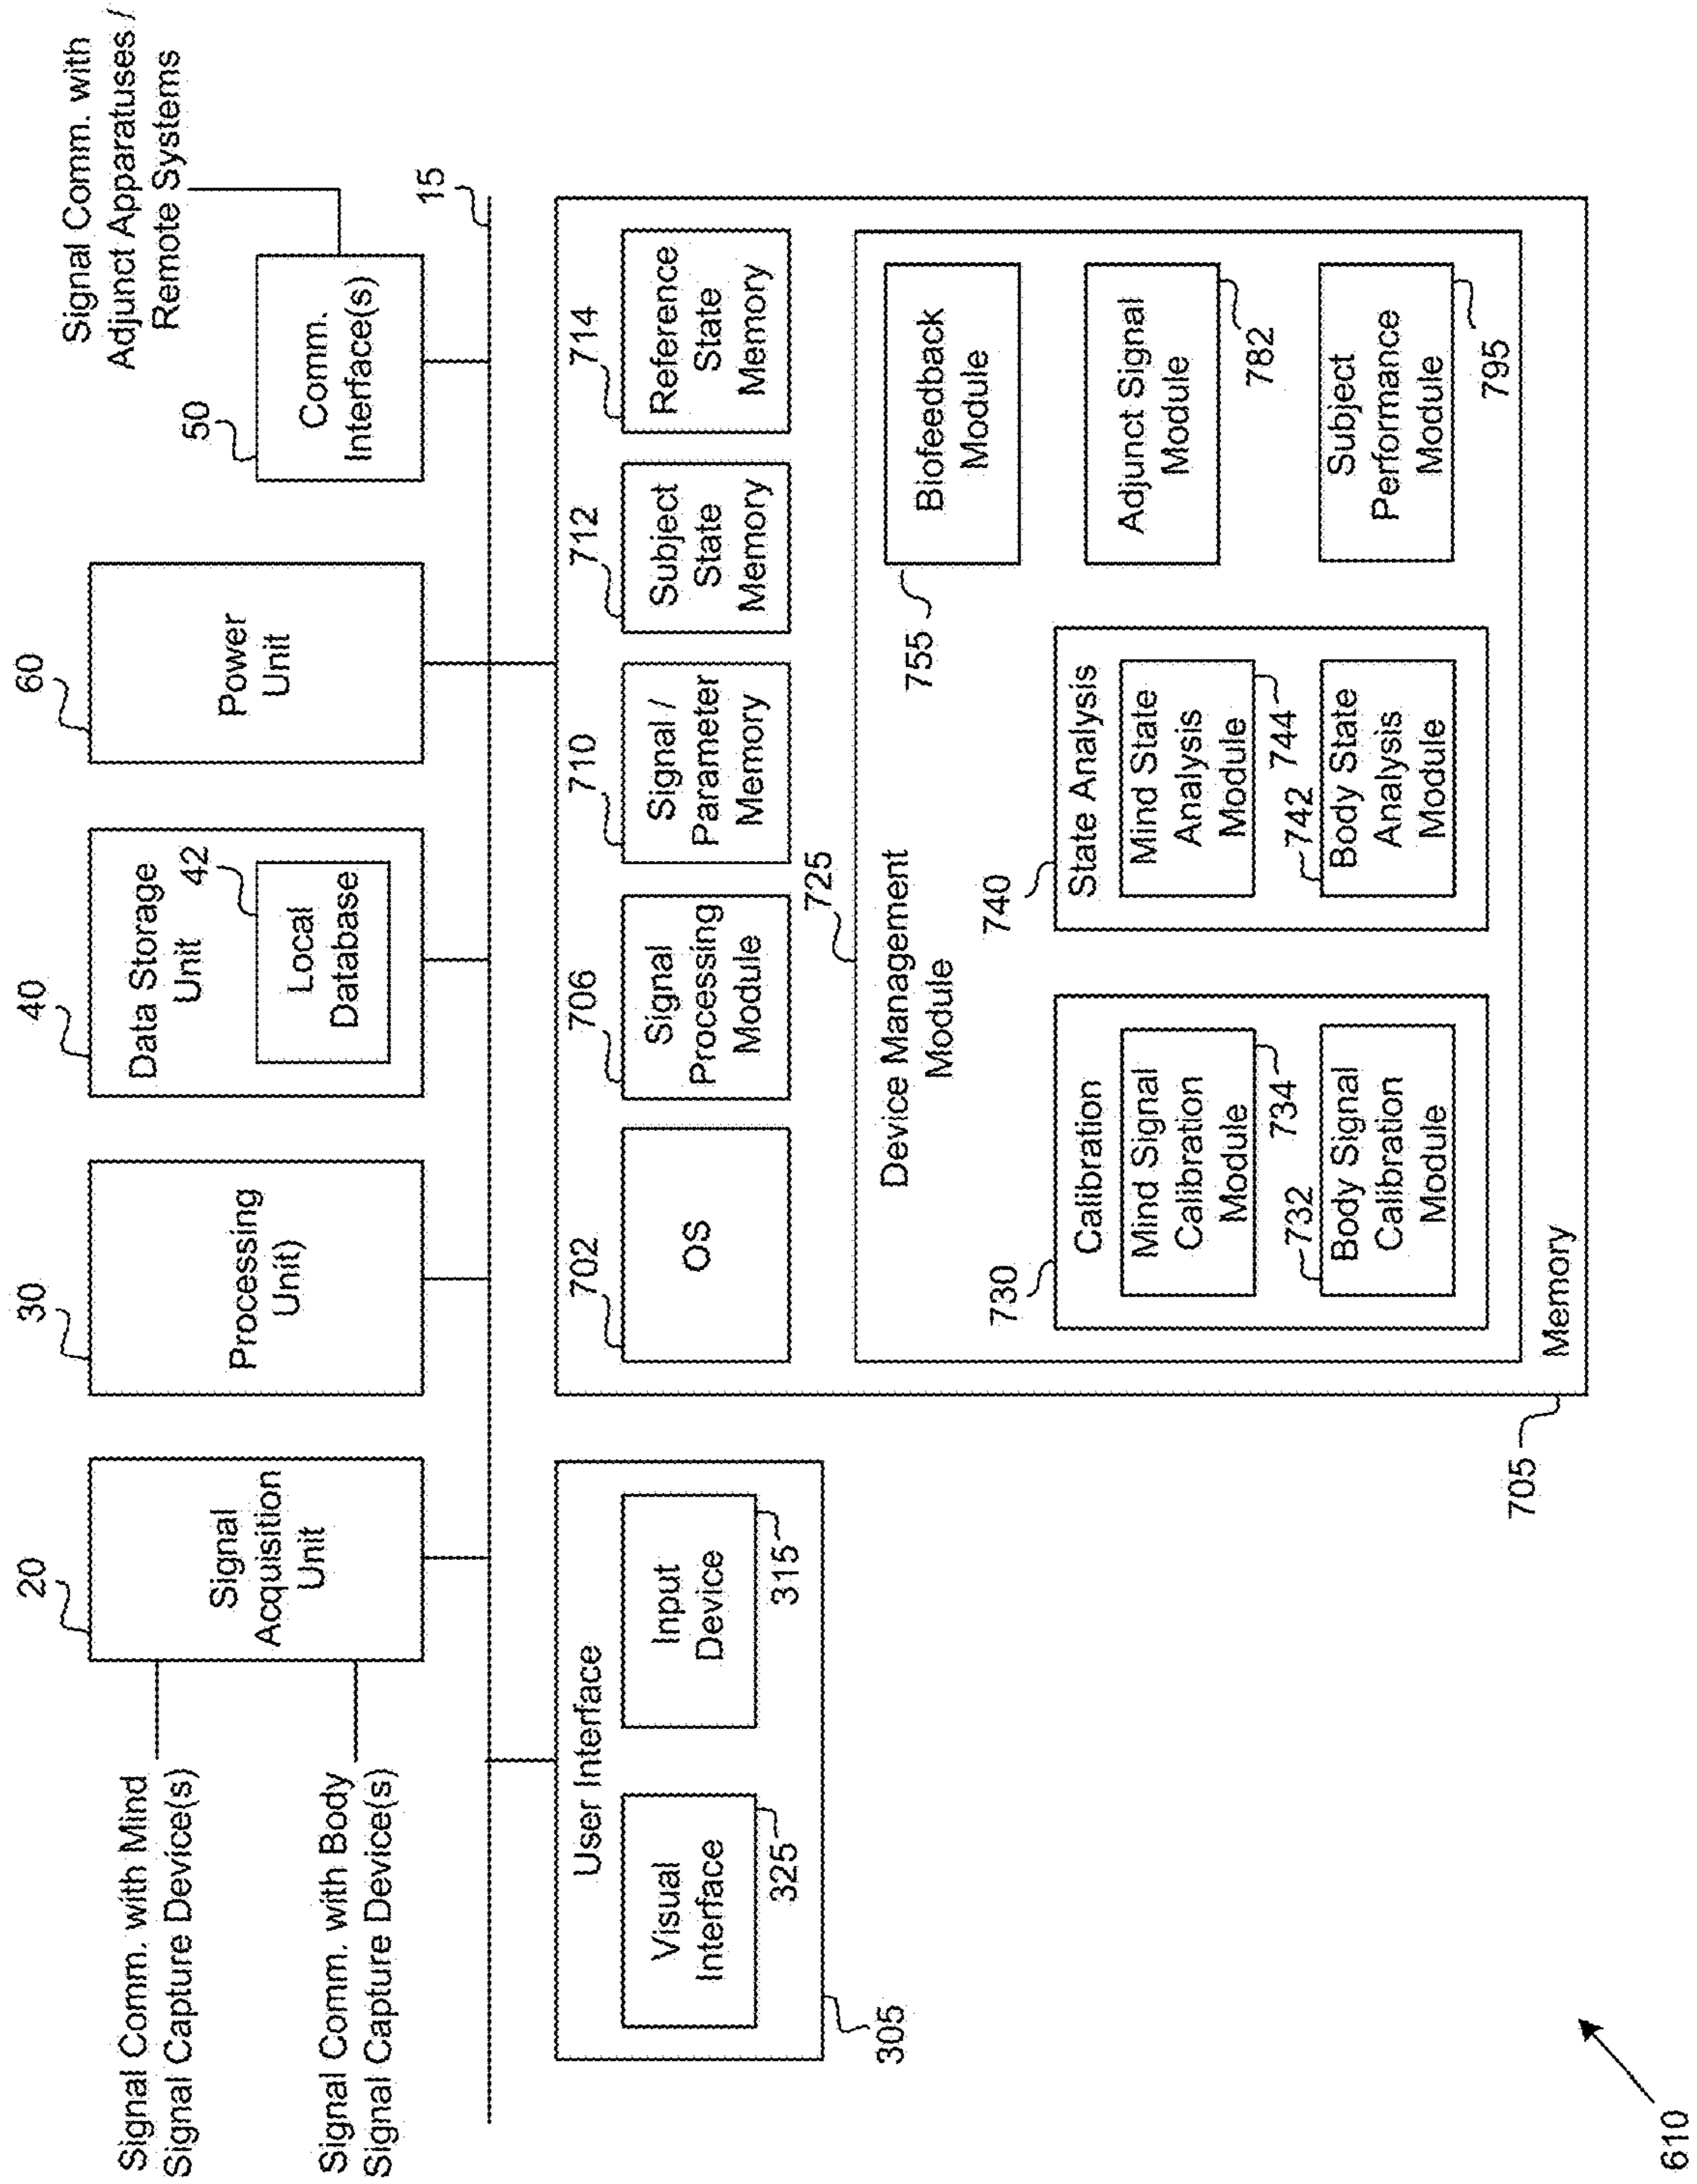 Signal Comm. with Mind
Signal Capture Device(s)
Signal Comm. with Body
Signal Capture Device(s)
20
Signal
Acquisition
Unit
30
Processing
Unit)
40
Data Storage
Unit
42
Local
Database
60
Power
Unit
50
Comm.
Interface(s)
Signal Comm. with
Adjunct Apparatuses /
Remote Systems
15
User Interface
Visual
Interface
325
Input
Device
315
305
702
OS
706
Signal
Processing
Module
710
Signal /
Parameter
Memory
712
Subject
State
Memory
714
Reference
State
Memory
725
Device Management
Module
730
Calibration
Mind Signal
Calibration
Module
734
732
Body Signal
Calibration
Module
740
State Analysis
Mind State
Analysis
Module
744
742
Body State
Analysis
Module
755
Biofeedback
Module
Adjunct Signal
Module
782
Subject
Performance
Module
795
Memory
705
610